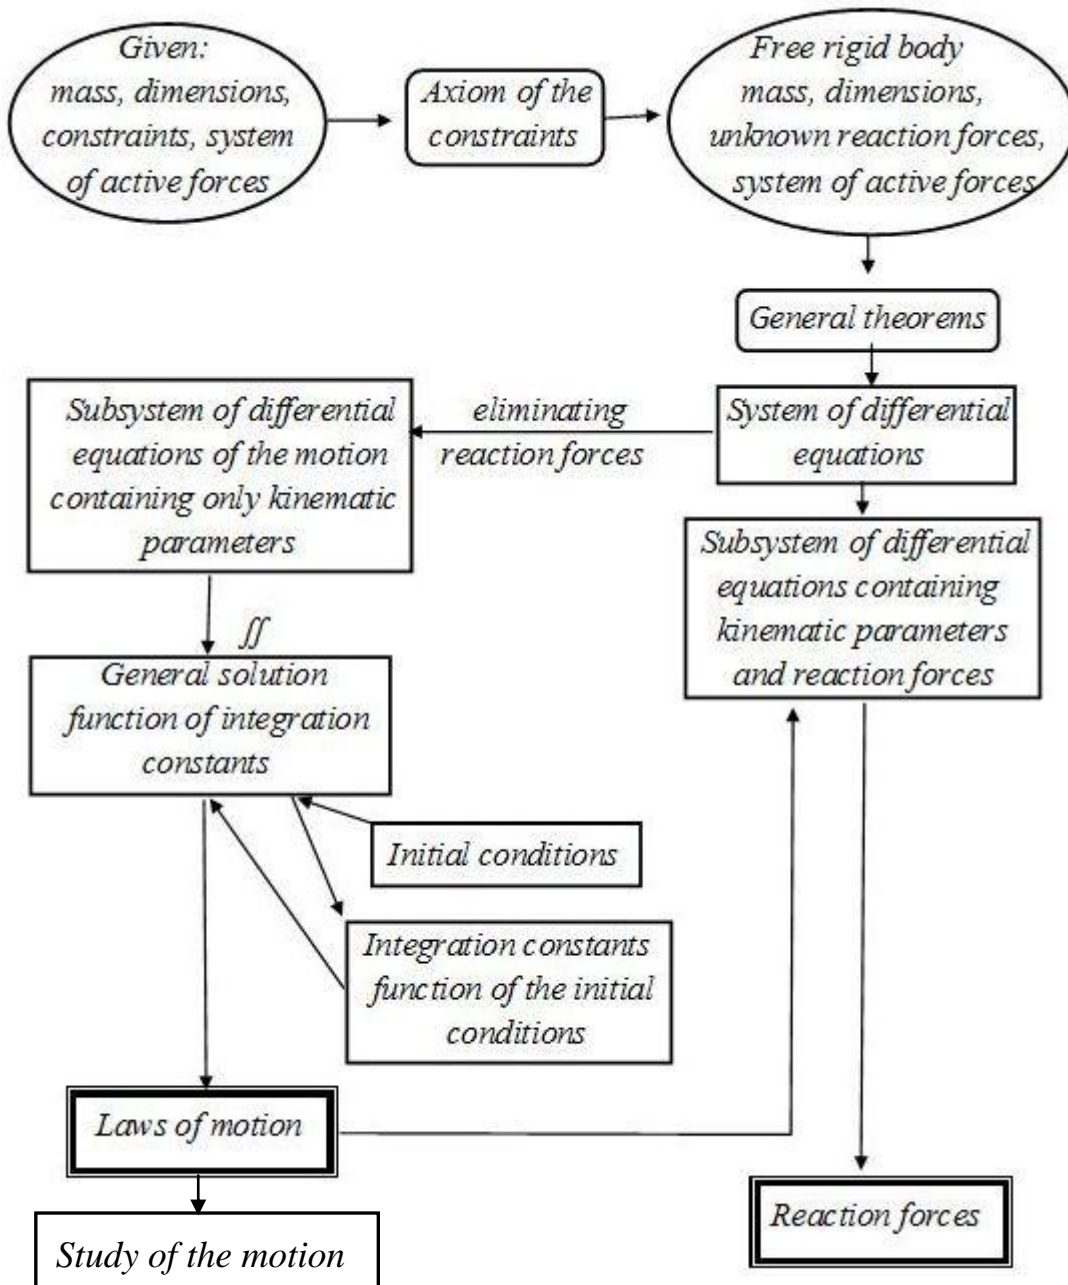 Given:
mass, dimensions,
constraints, system
of active forces
Axiom of the
constraints
Free rigid body
mass, dimensions,
unknown reaction forces,
system of active forces
General theorems
System of differential
equations
eliminating
reaction forces
Subsystem of differential
equations of the motion
containing only kinematic
parameters
Subsystem of differential
equations containing
kinematic parameters
and reaction forces
∬
General solution
function of integration
constants
Initial conditions
Integration constants
function of the initial
conditions
Laws of motion
Reaction forces
Study of the motion